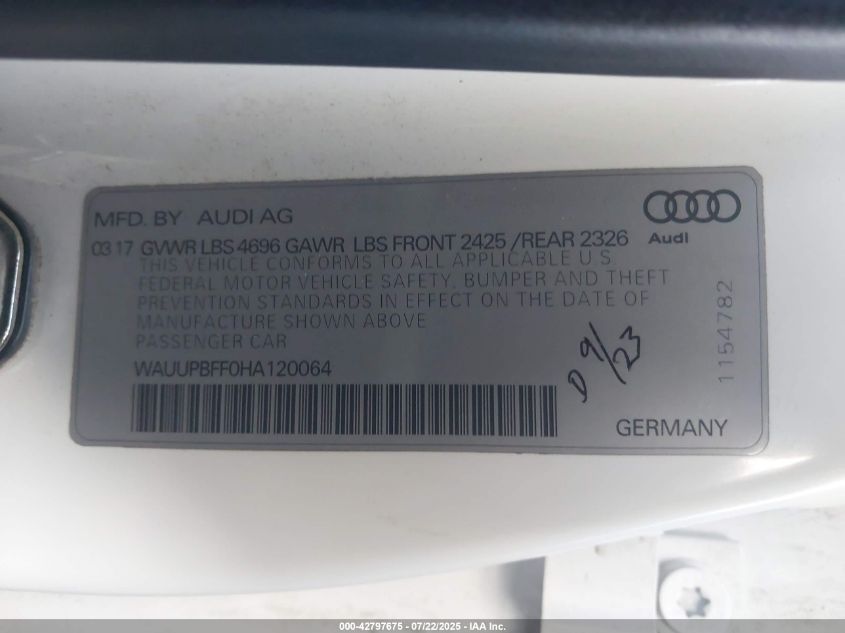 MFD. BY AUDI AG
Audi
03 17 GVWR LBS 4696 GAWR LBS FRONT 2425 /REAR 2326
THIS VEHICLE CONFORMS TO ALL APPLICABLE U S
FEDERAL MOTOR VEHICLE SAFETY, BUMPER AND THEFT
PREVENTION STANDARDS IN EFFECT ON THE DATE OF
MANUFACTURE SHOWN ABOVE
PASSENGER CAR
WAUUPBFF0HA120064
D 9/23
1154782
GERMANY
000-42797675 - 07/22/2025 - IAA Inc.